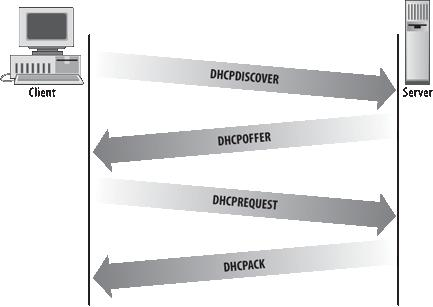 Client
Server
DHCPDISCOVER
DHCPOFFER
DHCPREQUEST
DHCPACK